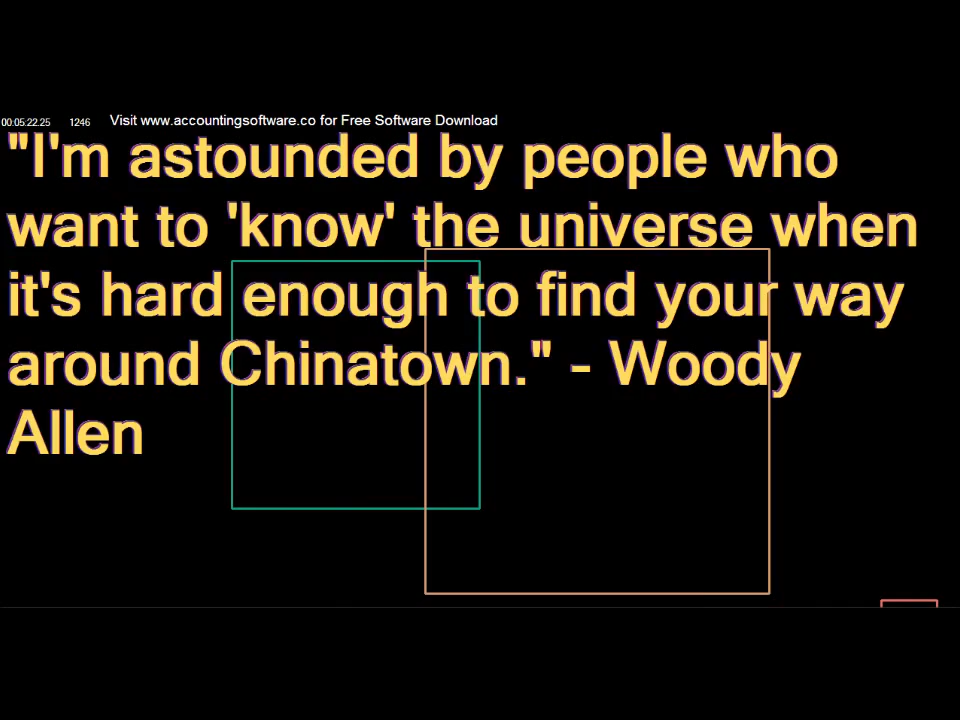 00:05:22.25 1246 Visit www.accountingsoftware.co for Free Software Download
"I'm astounded by people who
want to 'know' the universe when
it's hard enough to find your way
around Chinatown." - Woody
Allen